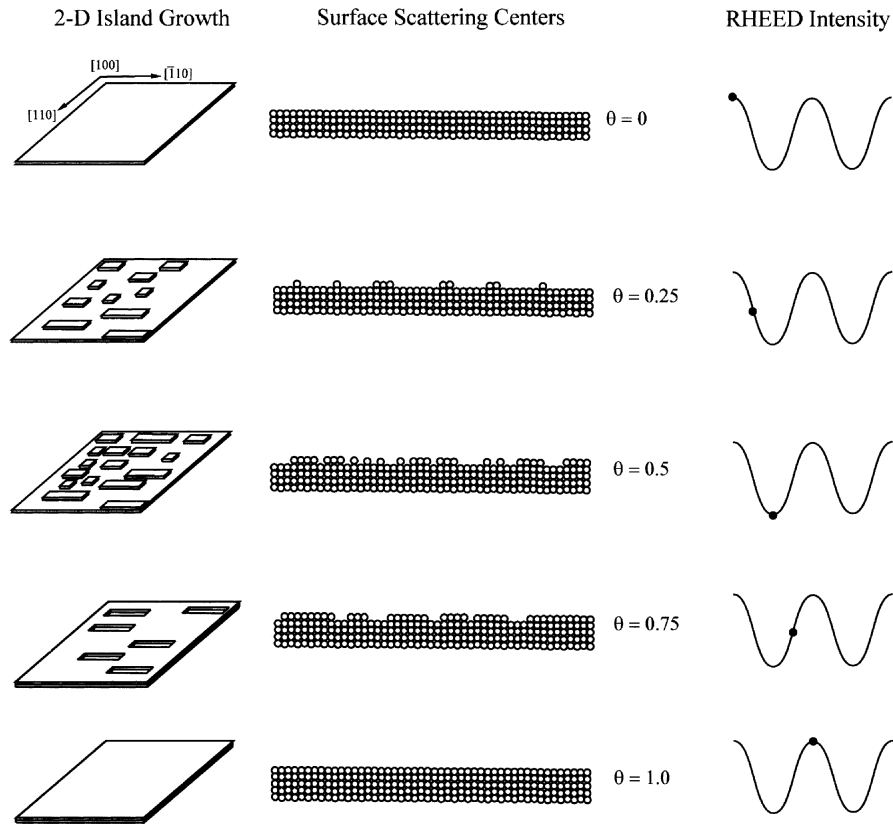 2-D Island Growth Surface Scattering Centers RHEED Intensity
[100]
[1̄10]
[110]
θ = 0
θ = 0.25
θ = 0.5
θ = 0.75
θ = 1.0